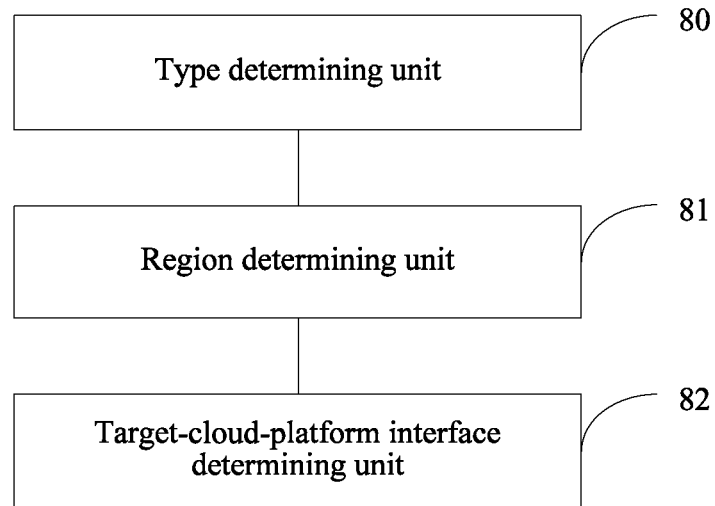 80
Type determining unit
81
Region determining unit
82
Target-cloud-platform interface
determining unit